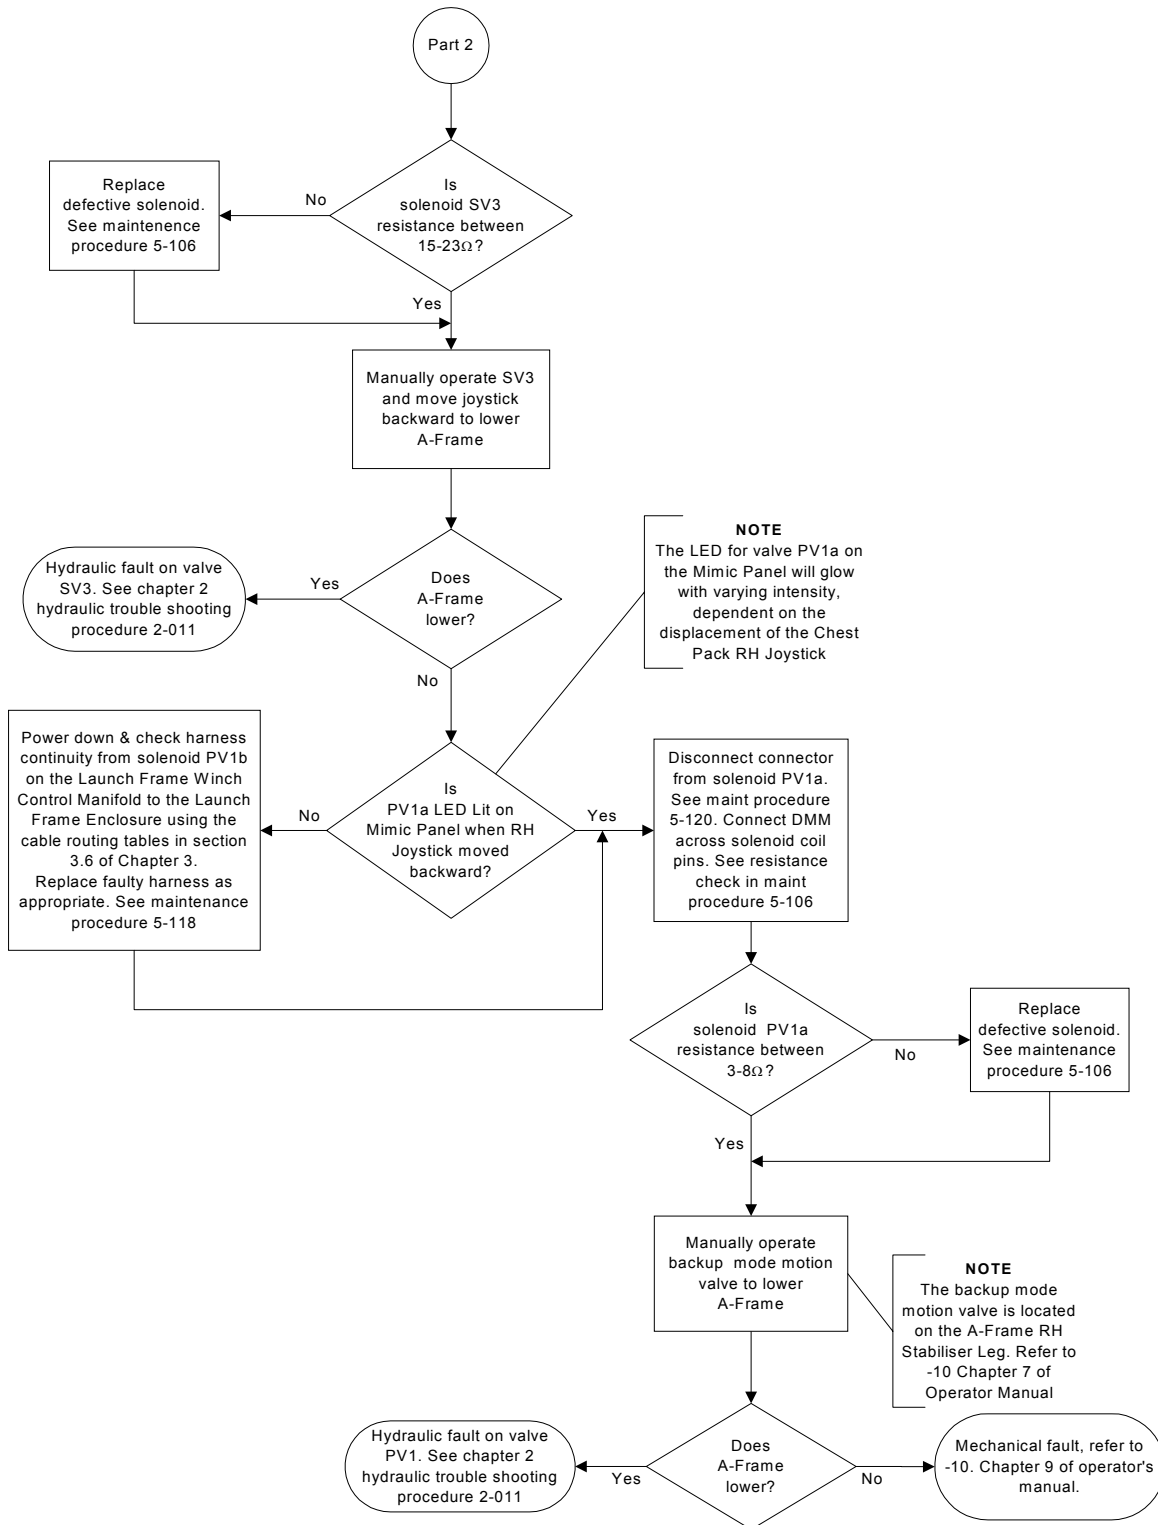 Part 2
Is
solenoid SV3
resistance between
15-23Ω?
No
Replace
defective solenoid.
See maintenence
procedure 5-106
Yes
Manually operate SV3
and move joystick
backward to lower
A-Frame
Does
A-Frame
lower?
Yes
Hydraulic fault on valve
SV3. See chapter 2
hydraulic trouble shooting
procedure 2-011
No
NOTE
The LED for valve PV1a on
the Mimic Panel will glow
with varying intensity,
dependent on the
displacement of the Chest
Pack RH Joystick
Is
PV1a LED Lit on
Mimic Panel when RH
Joystick moved
backward?
No
Power down & check harness
continuity from solenoid PV1b
on the Launch Frame Winch
Control Manifold to the Launch
Frame Enclosure using the
cable routing tables in section
3.6 of Chapter 3.
Replace faulty harness as
appropriate. See maintenance
procedure 5-118
Yes
Disconnect connector
from solenoid PV1a.
See maint procedure
5-120. Connect DMM
across solenoid coil
pins. See resistance
check in maint
procedure 5-106
Is
solenoid PV1a
resistance between
3-8Ω?
No
Replace
defective solenoid.
See maintenance
procedure 5-106
Yes
Manually operate
backup mode motion
valve to lower
A-Frame
NOTE
The backup mode
motion valve is located
on the A-Frame RH
Stabiliser Leg. Refer to
-10 Chapter 7 of
Operator Manual
Does
A-Frame
lower?
Yes
Hydraulic fault on valve
PV1. See chapter 2
hydraulic trouble shooting
procedure 2-011
No
Mechanical fault, refer to
-10. Chapter 9 of operator's
manual.